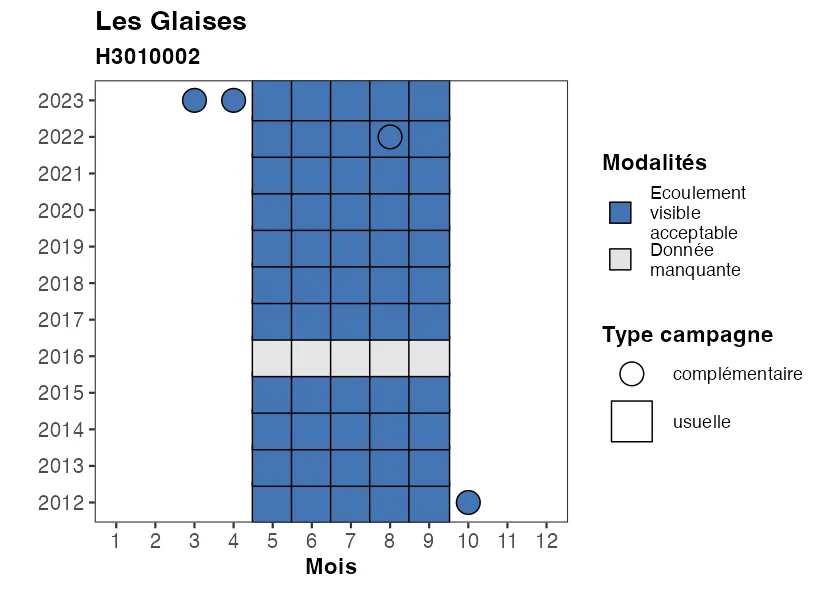 Les Glaises
H3010002
2023
2022
2021
2020
2019
2018
2017
2016
2015
2014
2013
2012
1 2 3 4 5 6 7 8 9 10 11 12
Mois
Modalités
Ecoulement
visible
acceptable
Donnée
manquante
Type campagne
complémentaire
usuelle